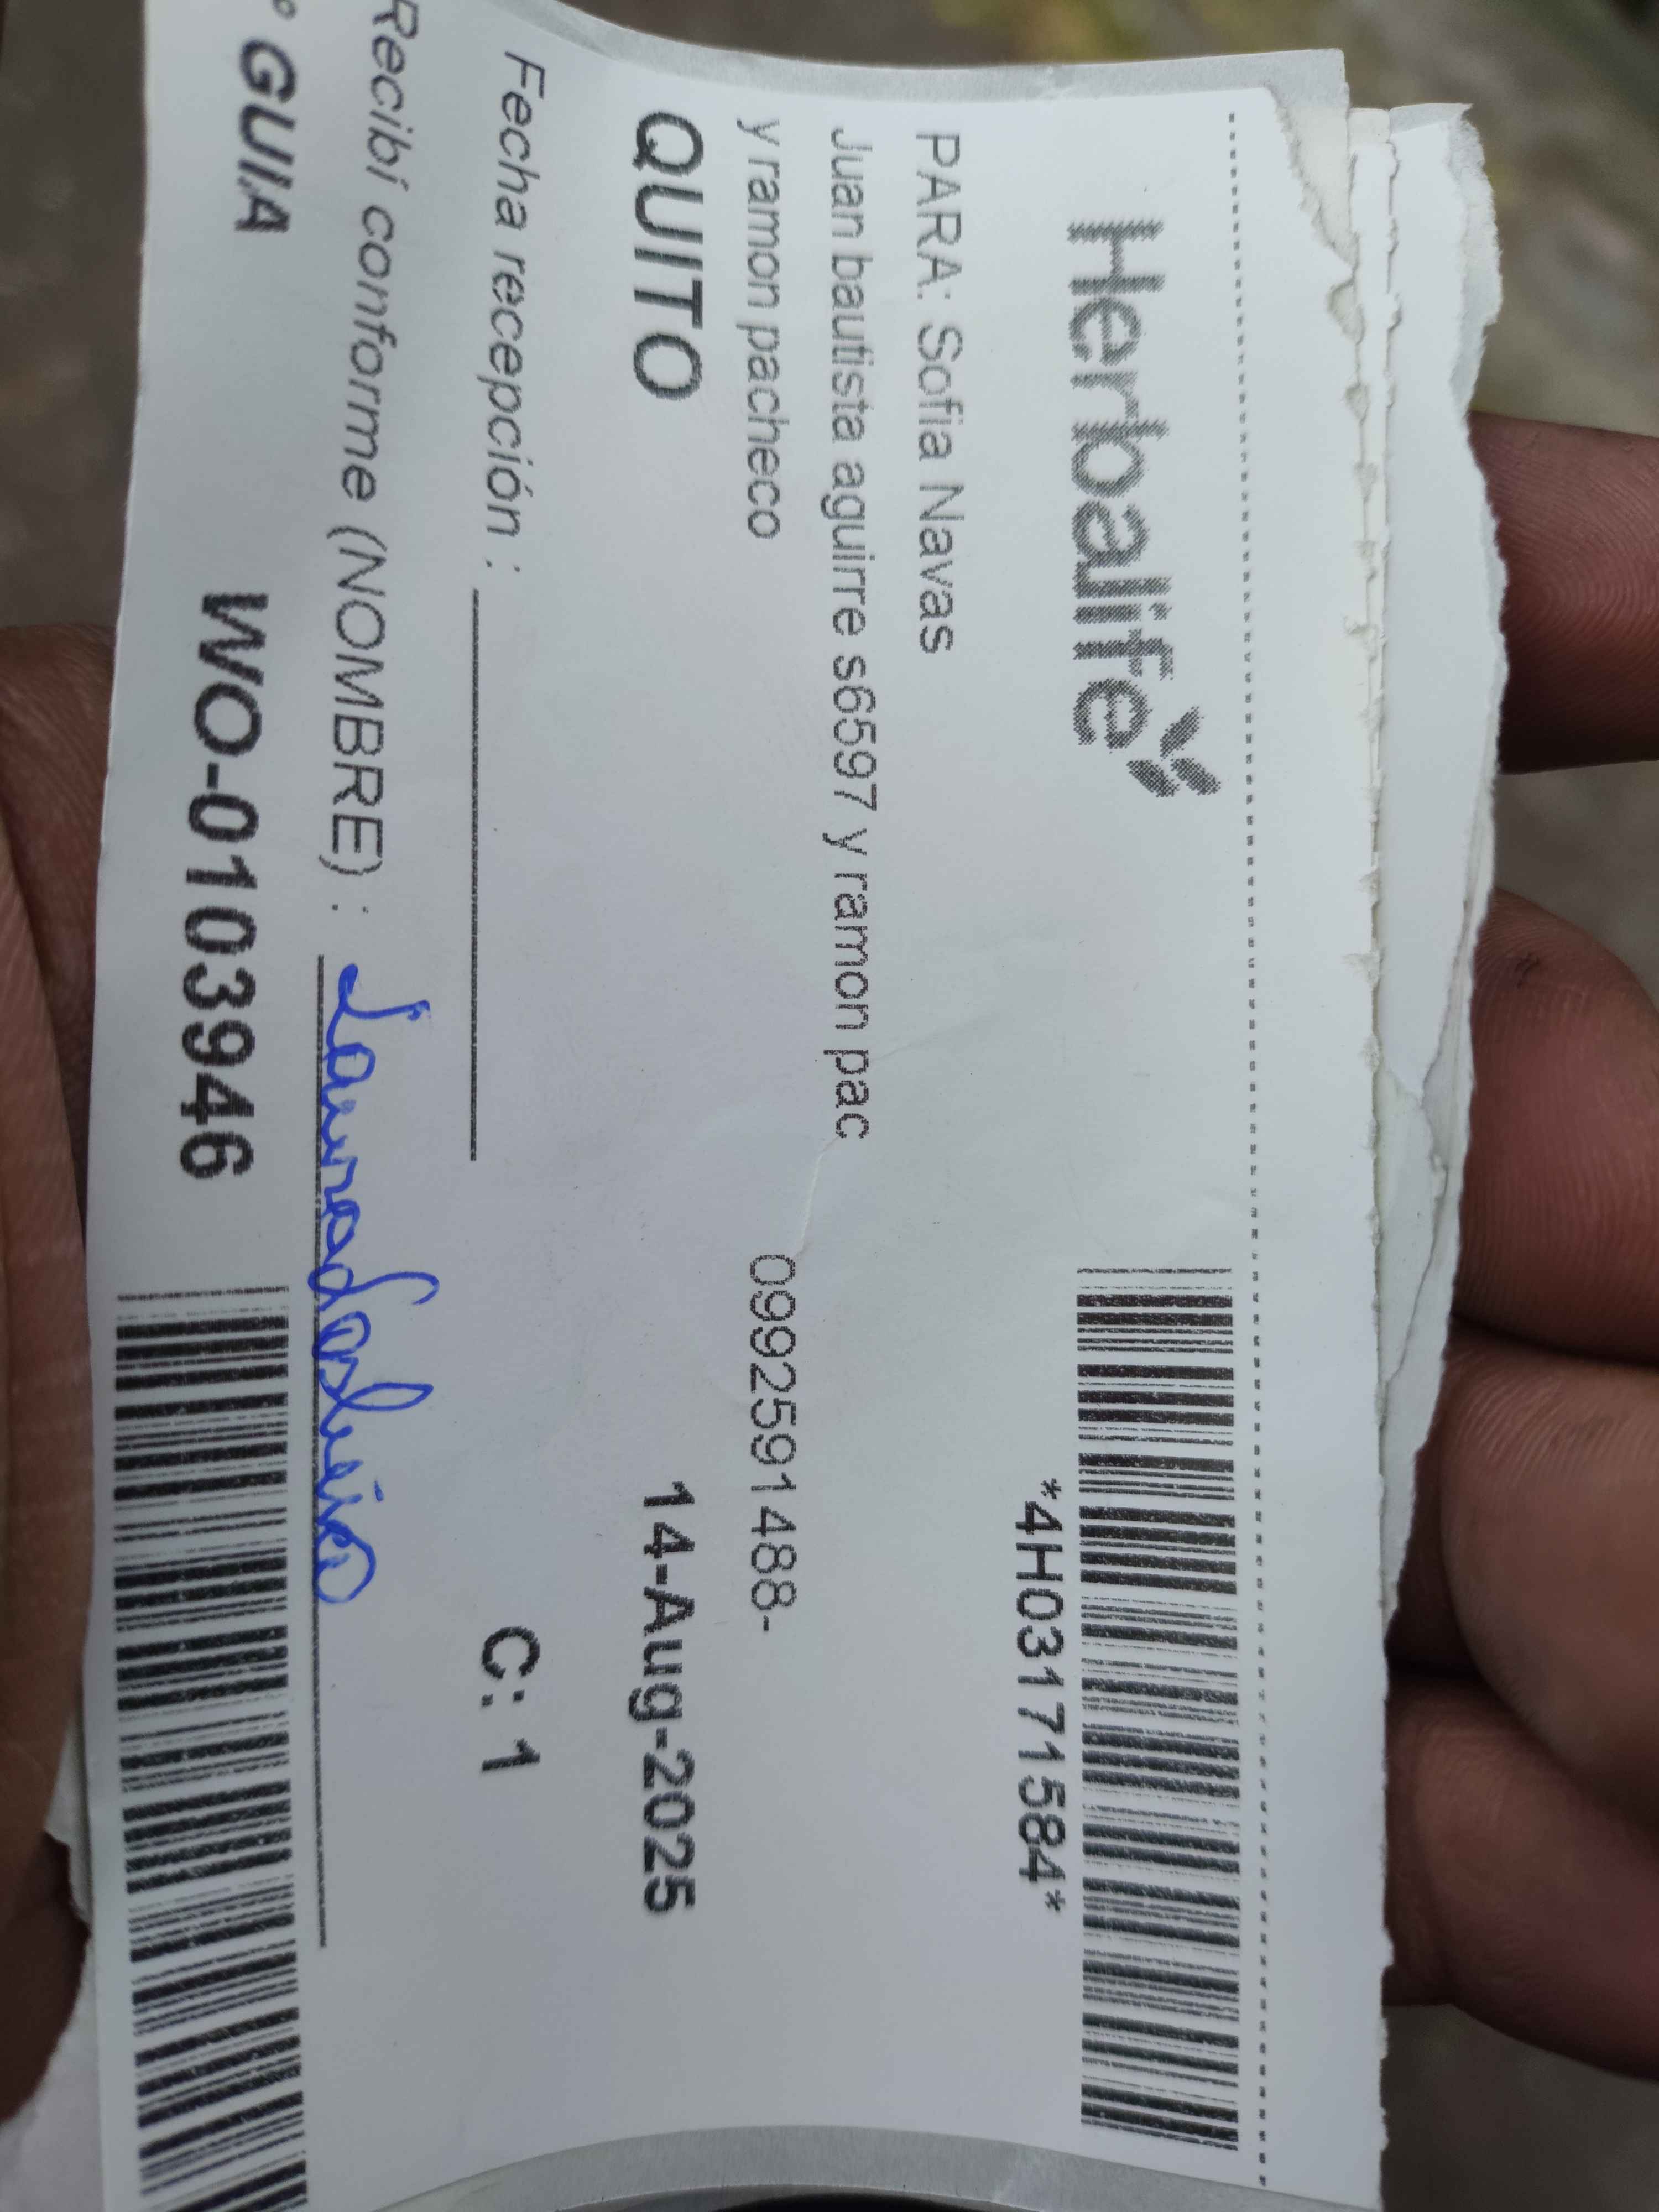 Herbalife
*4H03171584*
PARA: Sofia Navas
Juan bautista aguirre s6597 y ramon pac
y ramon pacheco
0992591488-
QUITO
14-Aug-2025
Fecha recepción :
C: 1
Recibí conforme (NOMBRE) :
° GUIA
WO-0103946